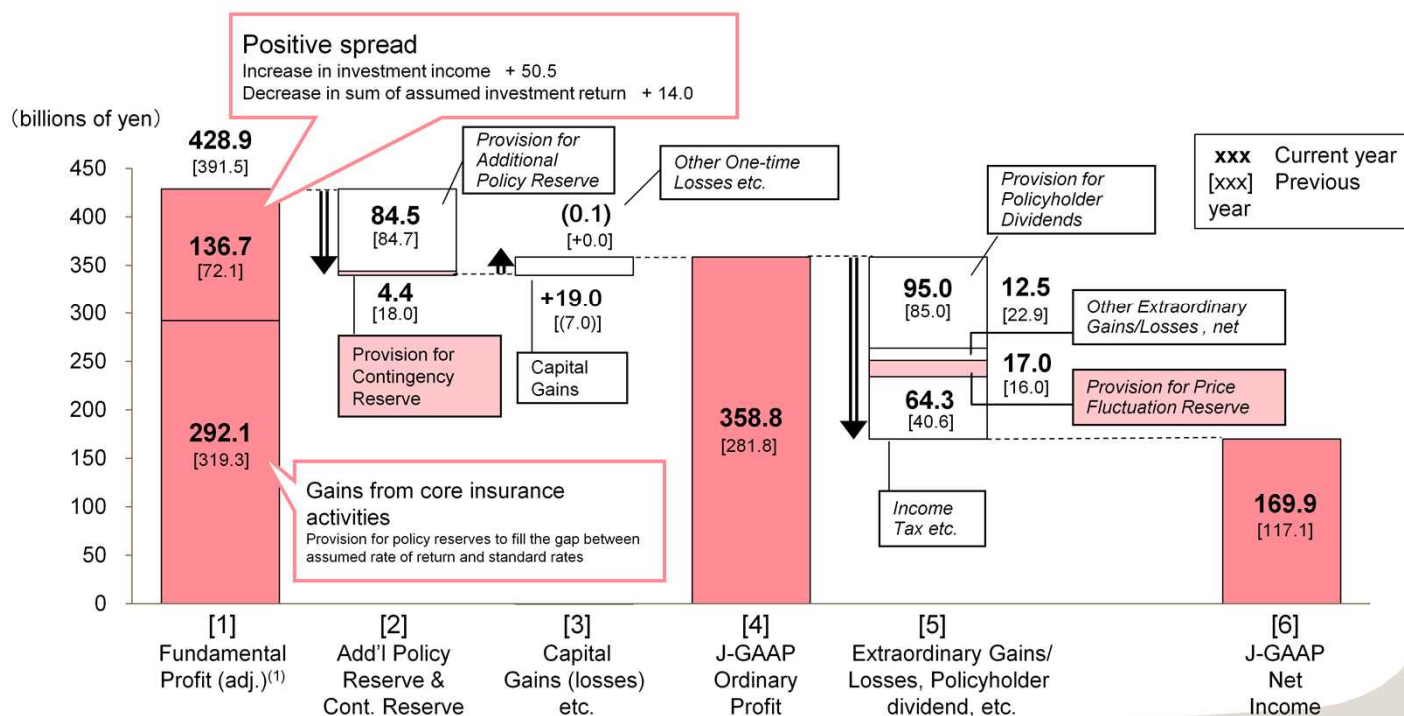 Positive spread
Increase in investment income + 50.5
Decrease in sum of assumed investment return + 14.0
(billions of yen)
428.9
[391.5]
Provision for
Additional
Policy Reserve
Other One-time
Losses etc.
Provision for
Policyholder
Dividends
xxx Current year
[xxx] Previous
year
450
400
350
300
250
200
150
100
50
0
136.7
[72.1]
292.1
[319.3]
84.5
[84.7]
4.4
[18.0]
Provision for
Contingency
Reserve
(0.1)
[+0.0]
+19.0
[(7.0)]
Capital
Gains
358.8
[281.8]
95.0
[85.0]
12.5
[22.9]
Other Extraordinary
Gains/Losses , net
17.0
[16.0]
Provision for Price
Fluctuation Reserve
64.3
[40.6]
Income
Tax etc.
169.9
[117.1]
Gains from core insurance
activities
Provision for policy reserves to fill the gap between
assumed rate of return and standard rates
[1]
Fundamental
Profit (adj.)(1)
[2]
Add'l Policy
Reserve &
Cont. Reserve
[3]
Capital
Gains (losses)
etc.
[4]
J-GAAP
Ordinary
Profit
[5]
Extraordinary Gains/
Losses, Policyholder
dividend, etc.
[6]
J-GAAP
Net
Income